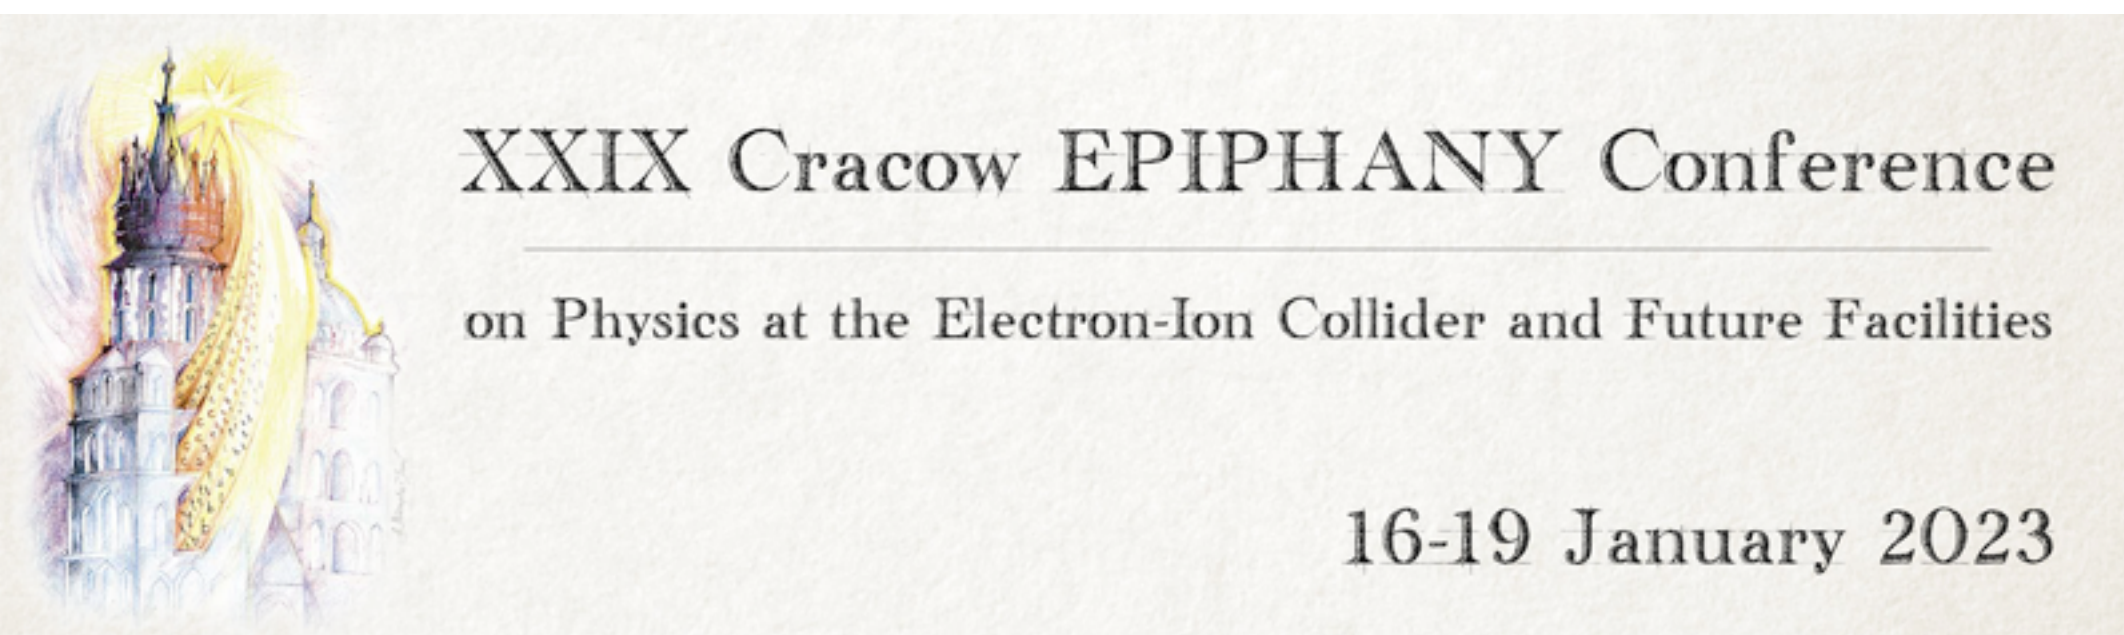 XXIX Cracow EPIPHANY Conference
on Physics at the Electron-Ion Collider and Future Facilities
16-19 January 2023